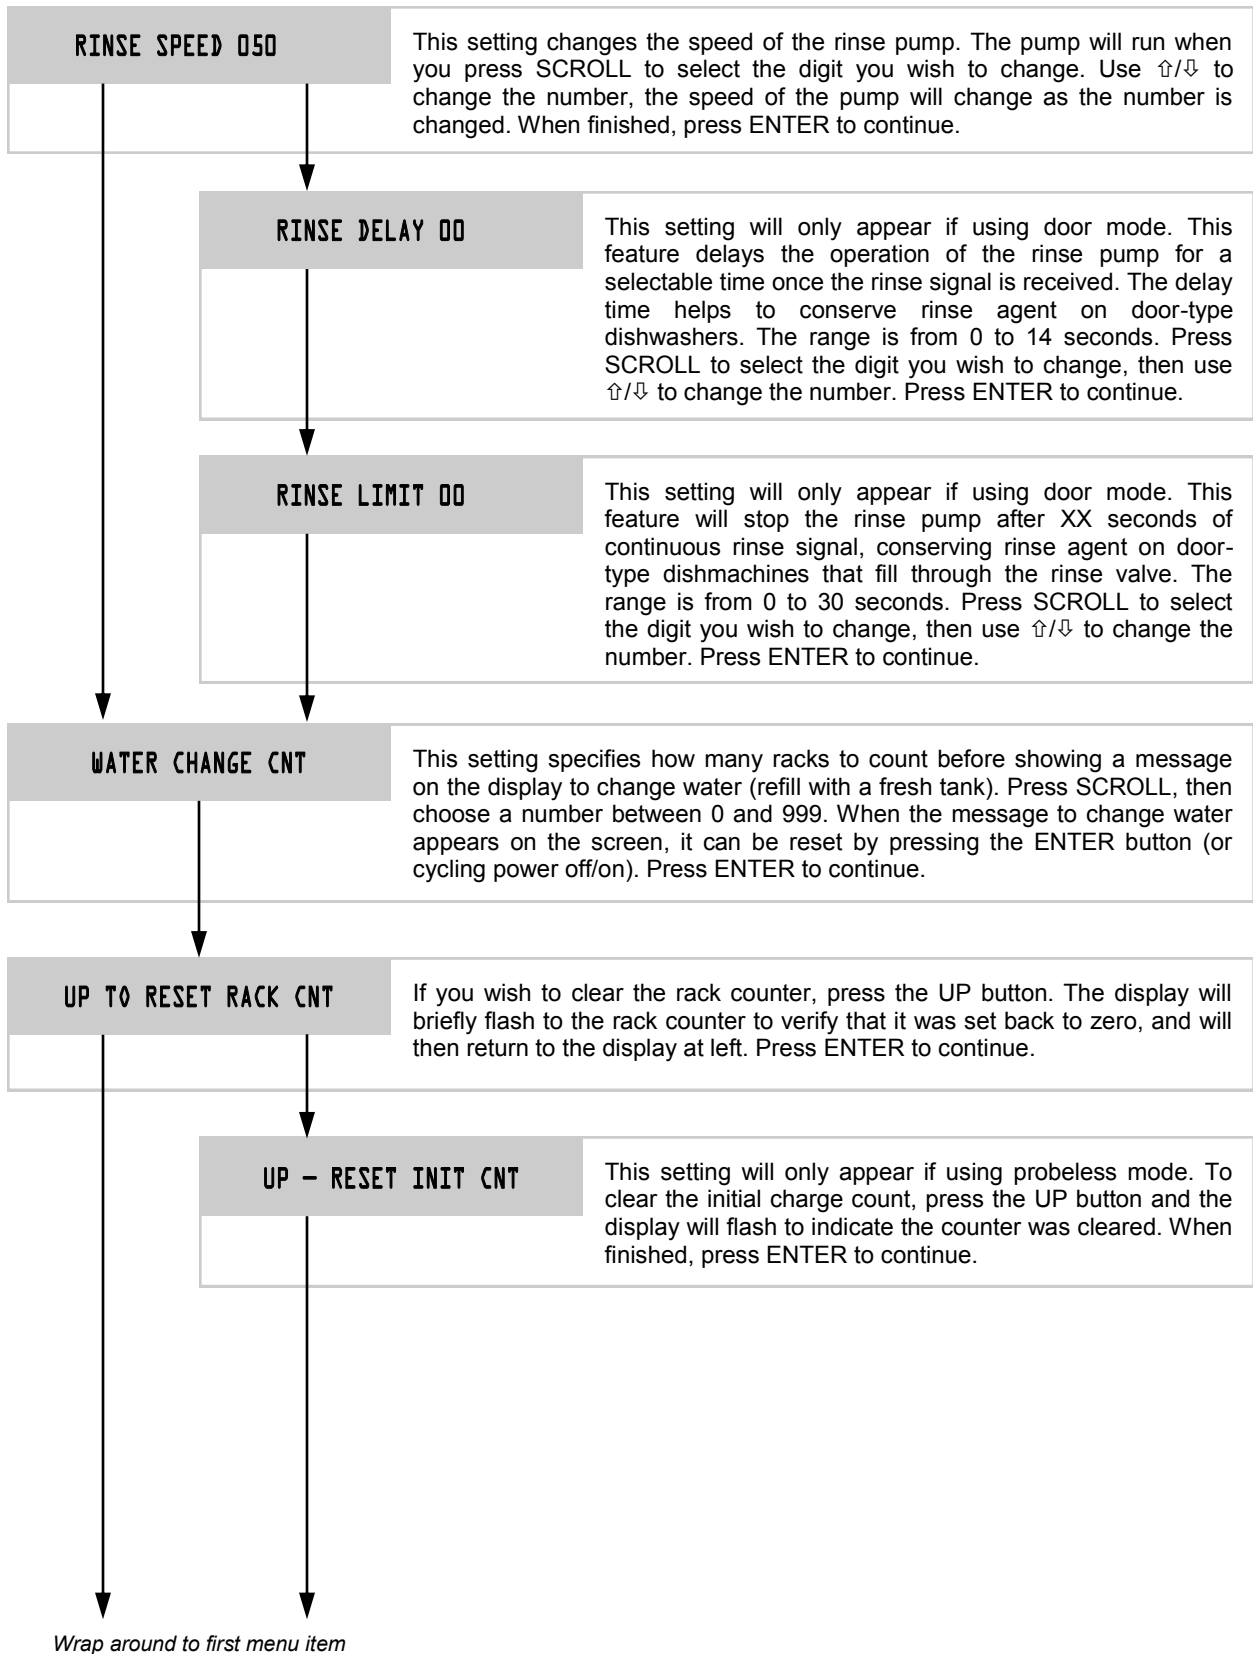 RINSE SPEED 050
This setting changes the speed of the rinse pump. The pump will run when
you press SCROLL to select the digit you wish to change. Use ⇧/⇩ to
change the number, the speed of the pump will change as the number is
changed. When finished, press ENTER to continue.
RINSE DELAY 00
This setting will only appear if using door mode. This
feature delays the operation of the rinse pump for a
selectable time once the rinse signal is received. The delay
time helps to conserve rinse agent on door-type
dishwashers. The range is from 0 to 14 seconds. Press
SCROLL to select the digit you wish to change, then use
⇧/⇩ to change the number. Press ENTER to continue.
RINSE LIMIT 00
This setting will only appear if using door mode. This
feature will stop the rinse pump after XX seconds of
continuous rinse signal, conserving rinse agent on door-
type dishmachines that fill through the rinse valve. The
range is from 0 to 30 seconds. Press SCROLL to select
the digit you wish to change, then use ⇧/⇩ to change the
number. Press ENTER to continue.
WATER CHANGE CNT
This setting specifies how many racks to count before showing a message
on the display to change water (refill with a fresh tank). Press SCROLL, then
choose a number between 0 and 999. When the message to change water
appears on the screen, it can be reset by pressing the ENTER button (or
cycling power off/on). Press ENTER to continue.
UP TO RESET RACK CNT
If you wish to clear the rack counter, press the UP button. The display will
briefly flash to the rack counter to verify that it was set back to zero, and will
then return to the display at left. Press ENTER to continue.
UP – RESET INIT CNT
This setting will only appear if using probeless mode. To
clear the initial charge count, press the UP button and the
display will flash to indicate the counter was cleared. When
finished, press ENTER to continue.
Wrap around to first menu item